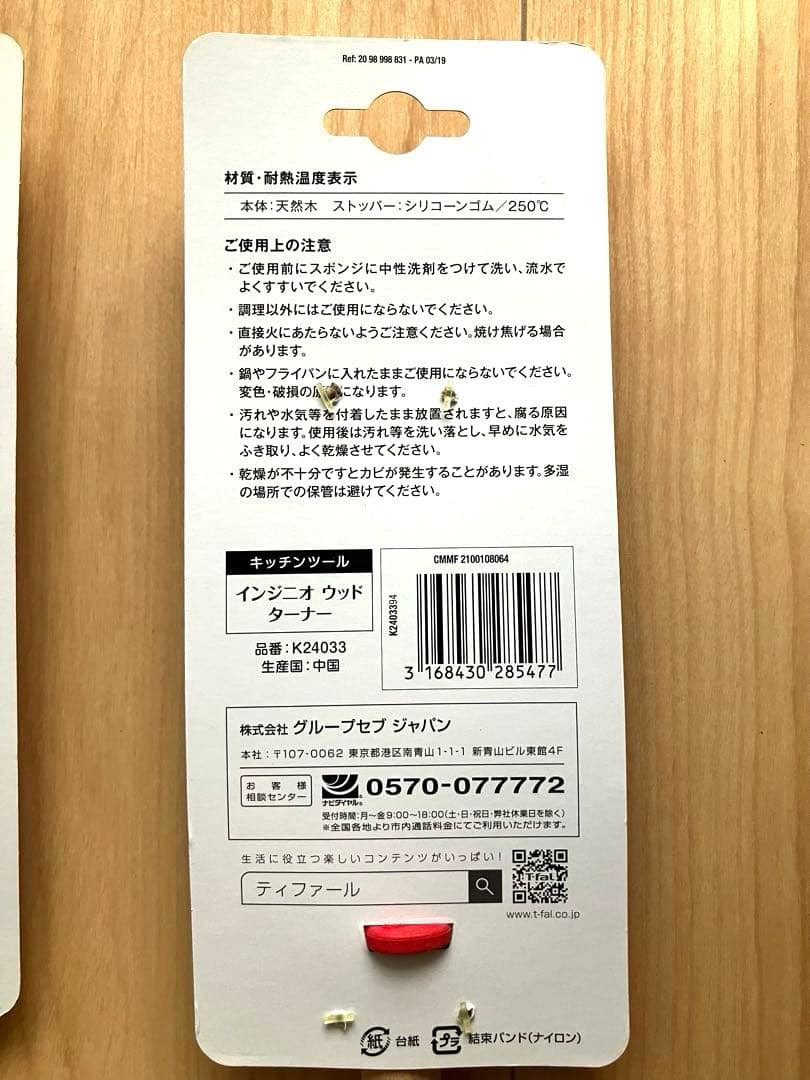 Ref: 20 98 998 831 - PA 03/19
材質・耐熱温度表示
本体：天然木　ストッパー：シリコーンゴム／250℃
ご使用上の注意
・ご使用前にスポンジに中性洗剤をつけて洗い、流水で
よくすすいでください。
・調理以外にはご使用にならないでください。
・直接火にあたらないようご注意ください。焼け焦げる場合
があります。
・鍋やフライパンに入れたままご使用にならないでください。
変色・破損の原因になります。
・汚れや水気等を付着したまま放置されますと、腐る原因
になります。使用後は汚れ等を洗い落とし、早めに水気を
ふき取り、よく乾燥させてください。
・乾燥が不十分ですとカビが発生することがあります。多湿
の場所での保管は避けてください。
キッチンツール
インジニオ ウッド
ターナー
品番：K24033
生産国：中国
CMMF 2100108064
K2403394
3 168430 285477
株式会社 グループセブ ジャパン
本社：〒107-0062 東京都港区南青山1-1-1 新青山ビル東館4F
お客様
相談センター
ナビダイヤル®
0570-077772
受付時間：月〜金9:00〜18:00（土・日・祝日・弊社休業日を除く）
※全国各地より市内通話料金にてご利用いただけます。
生活に役立つ楽しいコンテンツがいっぱい！
ティファール
T-fal
www.t-fal.co.jp
紙 台紙
プラ 結束バンド（ナイロン）